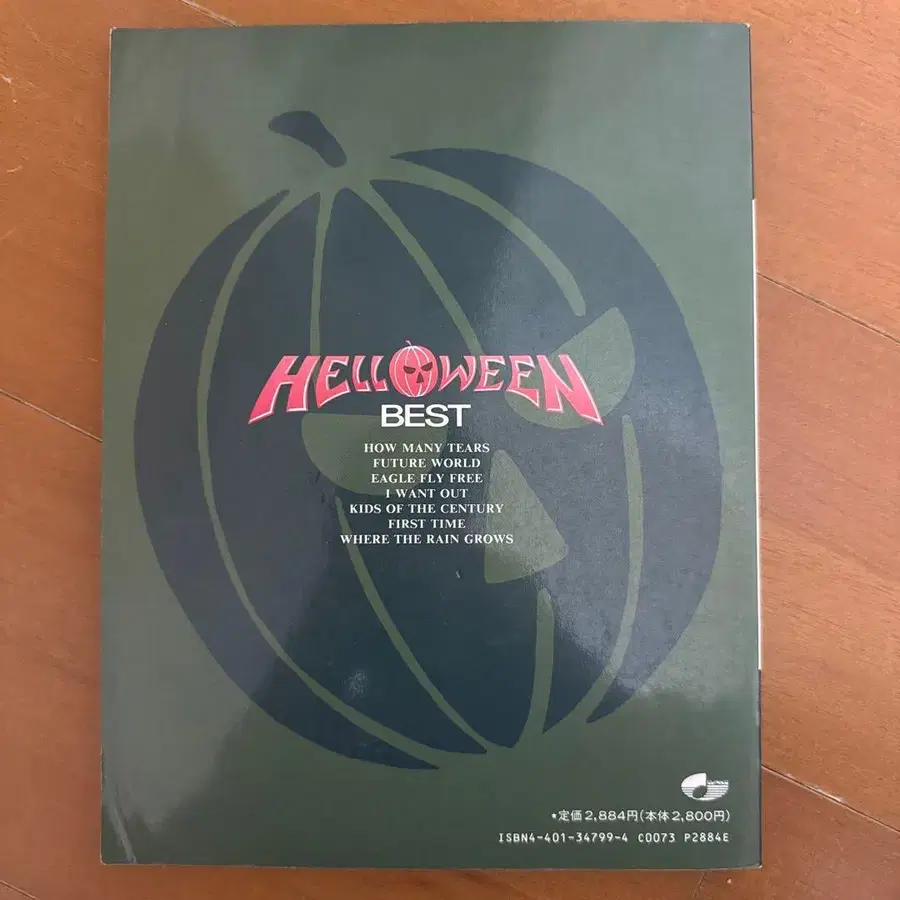 HELLOWEEN
BEST
HOW MANY TEARS
FUTURE WORLD
EAGLE FLY FREE
I WANT OUT
KIDS OF THE CENTURY
FIRST TIME
WHERE THE RAIN GROWS
*定価2,884円(本体2,800円)
ISBN4-401-34799-4 C0073 P2884E